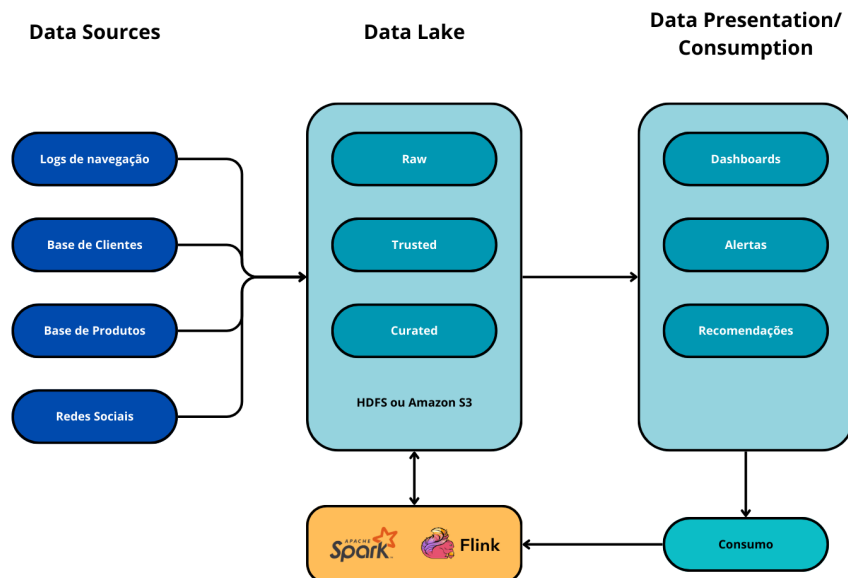 Data Sources
Data Lake
Data Presentation/
Consumption
Logs de navegação
Base de Clientes
Base de Produtos
Redes Sociais
Raw
Trusted
Curated
HDFS ou Amazon S3
Dashboards
Alertas
Recomendações
APACHE
Spark™
Flink
Consumo